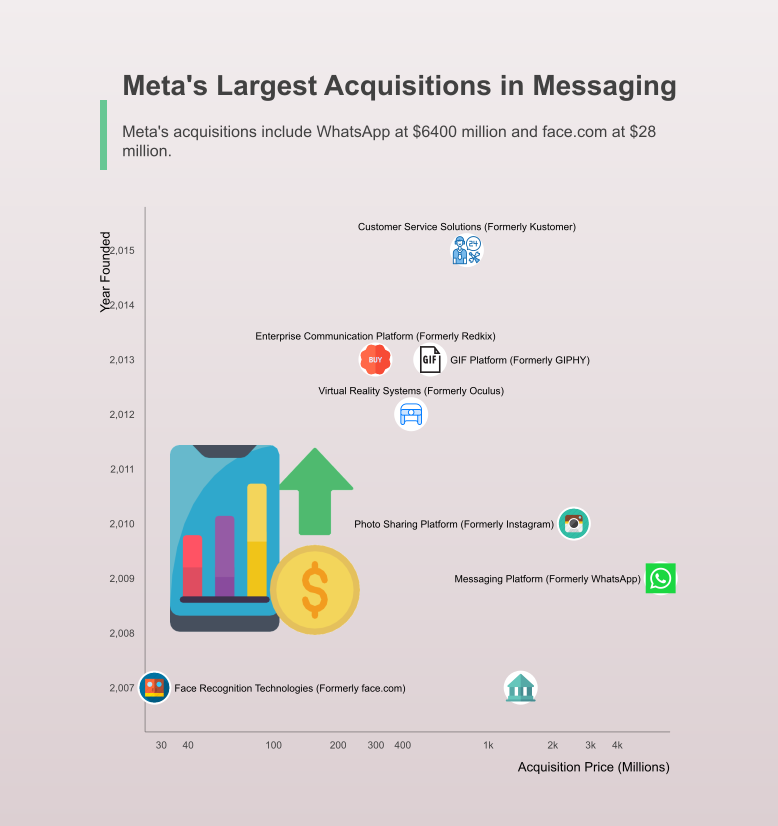 Meta's Largest Acquisitions in Messaging
Meta's acquisitions include WhatsApp at $6400 million and face.com at $28
million.
Year Founded
Customer Service Solutions (Formerly Kustomer)
24
2,015
2,014
Enterprise Communication Platform (Formerly Redkix)
2,013
BUY
GIF
GIF Platform (Formerly GIPHY)
Virtual Reality Systems (Formerly Oculus)
2,012
2,011
2,010
Photo Sharing Platform (Formerly Instagram)
2,009
Messaging Platform (Formerly WhatsApp)
$
2,008
2,007
Face Recognition Technologies (Formerly face.com)
30 40 100 200 300 400 1k 2k 3k 4k
Acquisition Price (Millions)